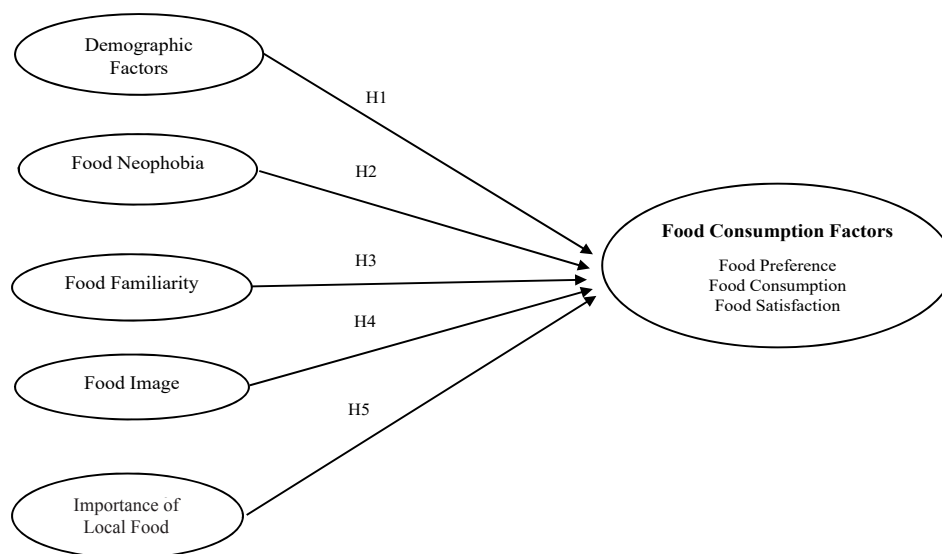 Demographic
Factors
H1
Food Neophobia
H2
Food Consumption Factors
Food Preference
Food Consumption
Food Satisfaction
Food Familiarity
H3
H4
Food Image
H5
Importance of
Local Food